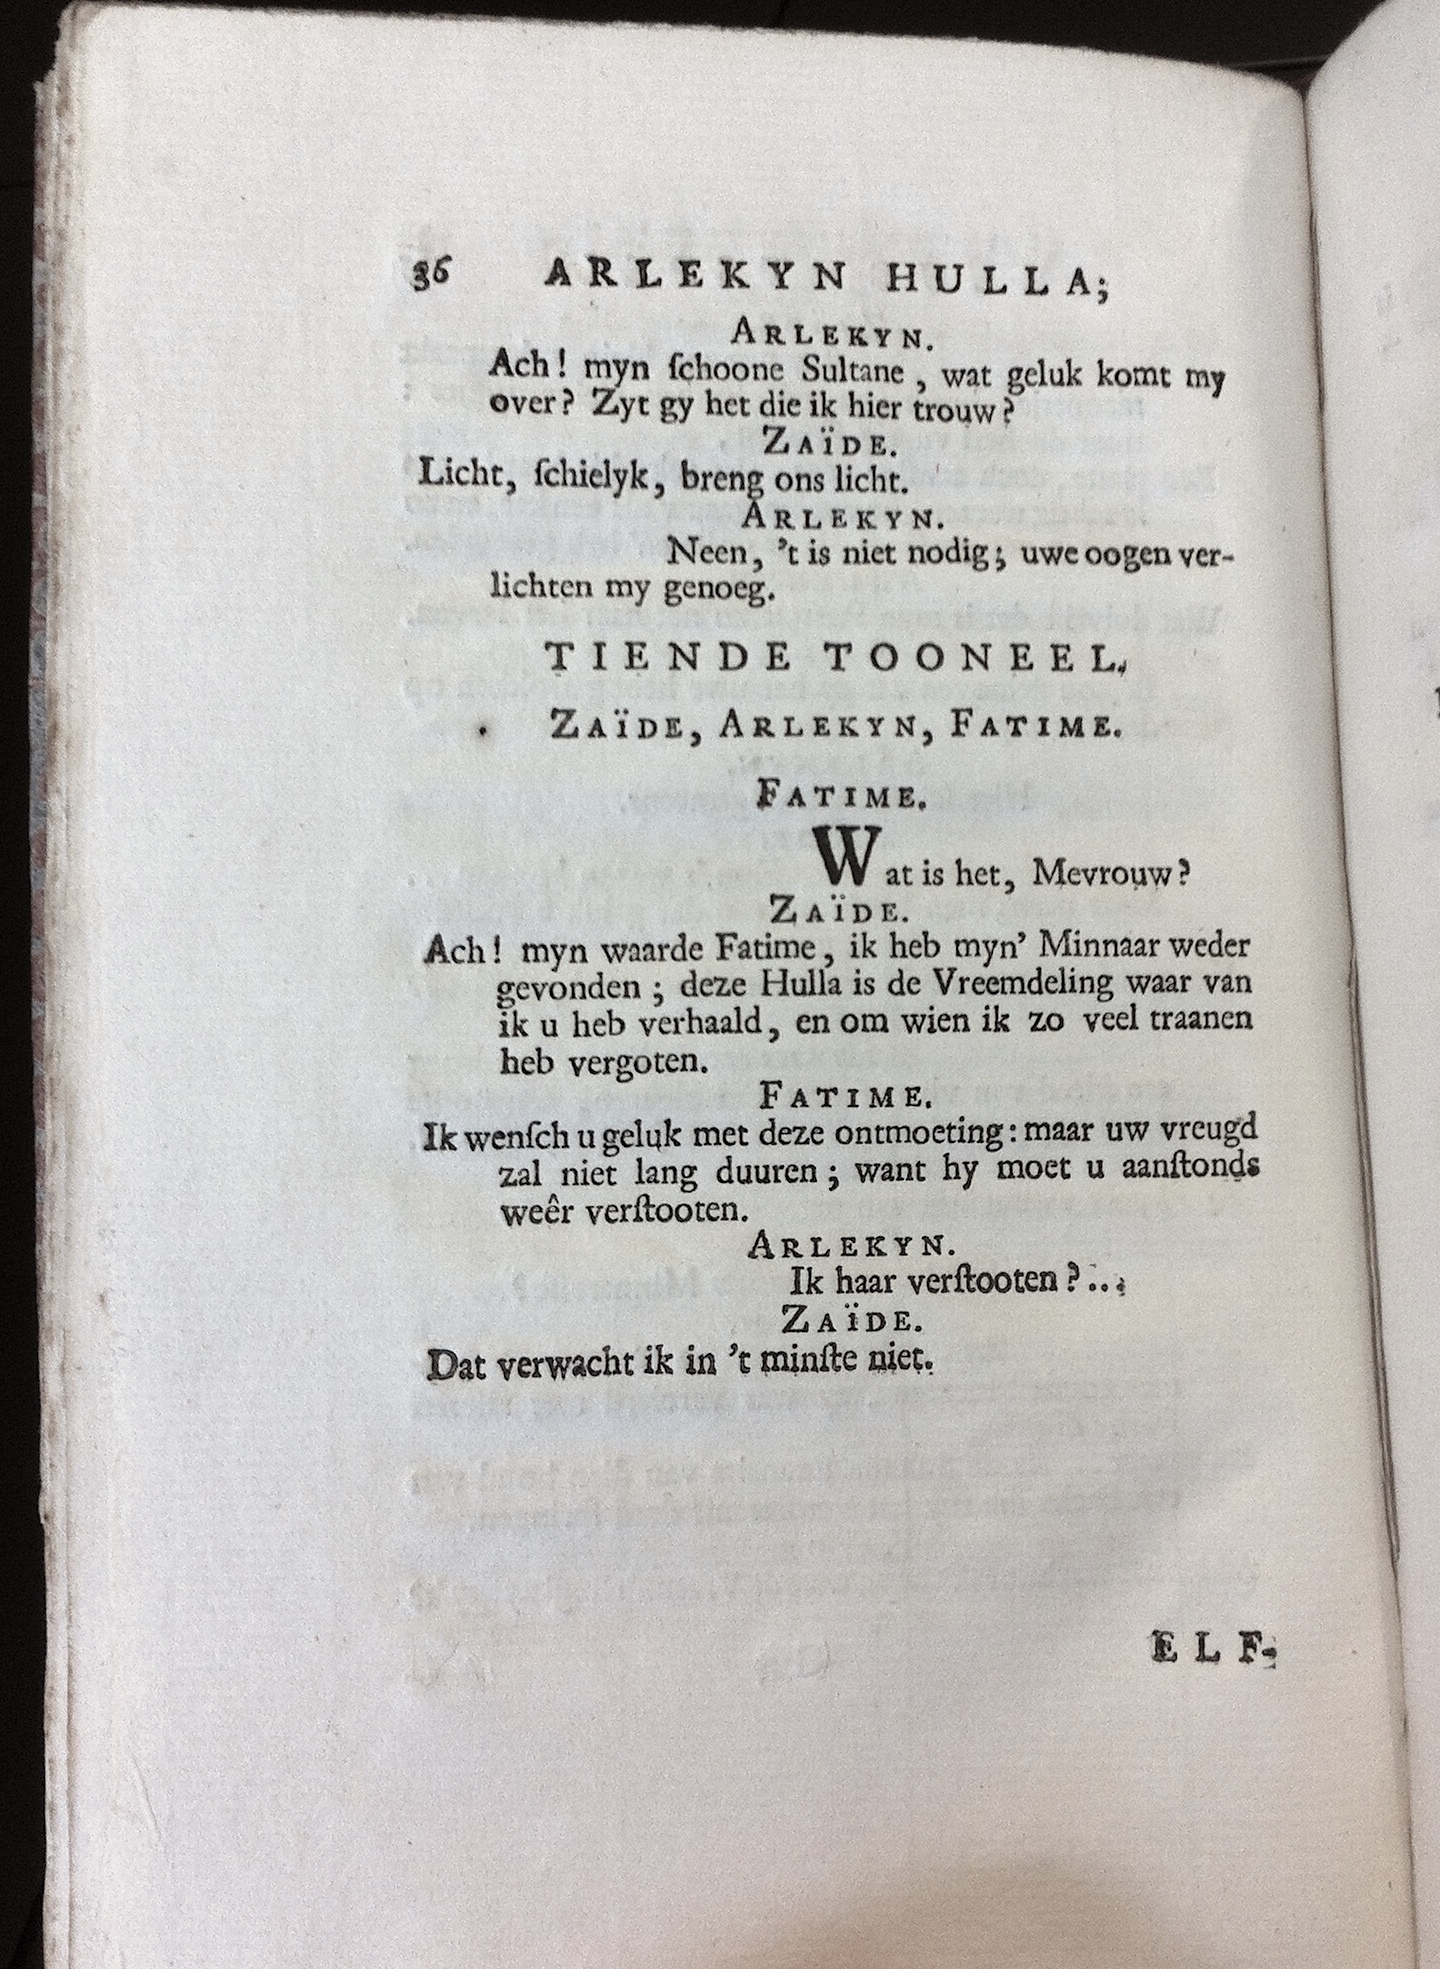 36 ARLEKYN HULLA;
ARLEKYN.
Ach! myn ſchoone Sultane, wat geluk komt my
over? Zyt gy het die ik hier trouw?
ZAÏDE.
Licht, ſchielyk, breng ons licht.
ARLEKYN.
Neen, 't is niet nodig; uwe oogen ver-
lichten my genoeg.
TIENDE TOONEEL.
ZAÏDE, ARLEKYN, FATIME.
FATIME.
Wat is het, Mevrouw?
ZAÏDE.
Ach! myn waarde Fatime, ik heb myn' Minnaar weder
gevonden; deze Hulla is de Vreemdeling waar van
ik u heb verhaald, en om wien ik zo veel traanen
heb vergoten.
FATIME.
Ik wenſch u geluk met deze ontmoeting: maar uw vreugd
zal niet lang duuren; want hy moet u aanſtonds
weêr verſtooten.
ARLEKYN.
Ik haar verſtooten?...
ZAÏDE.
Dat verwacht ik in 't minſte niet.
ELF-